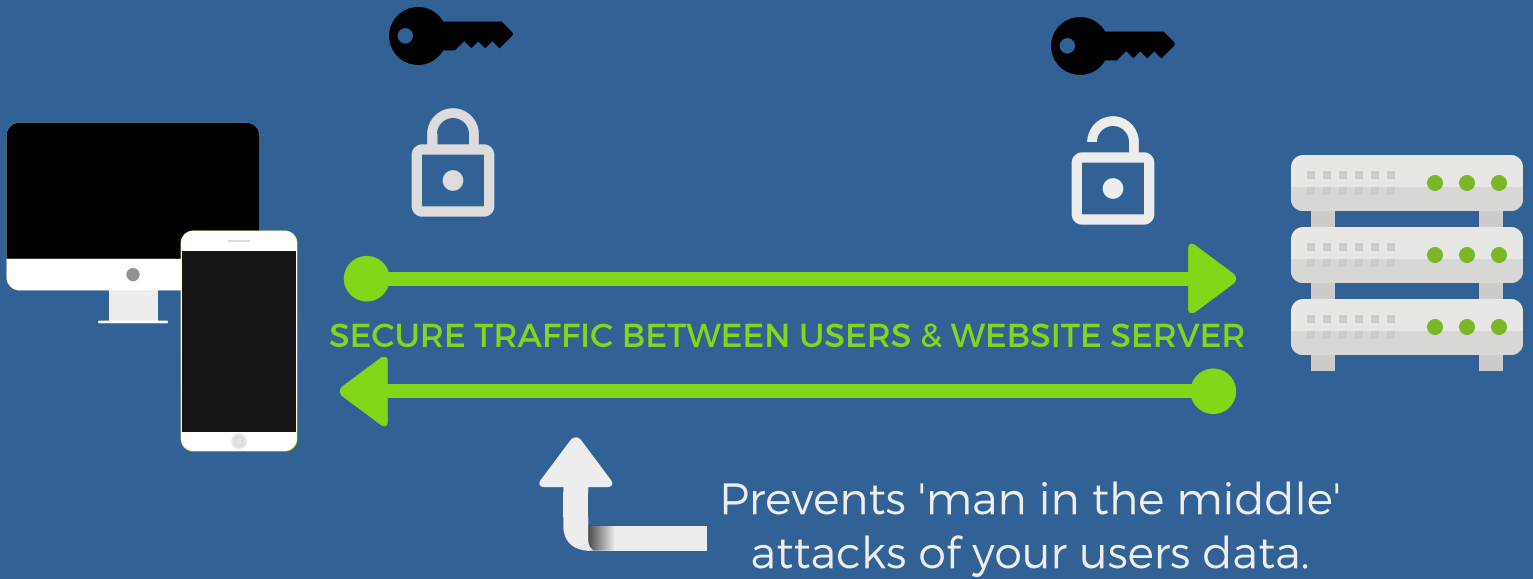 SECURE TRAFFIC BETWEEN USERS & WEBSITE SERVER
Prevents 'man in the middle'
attacks of your users data.